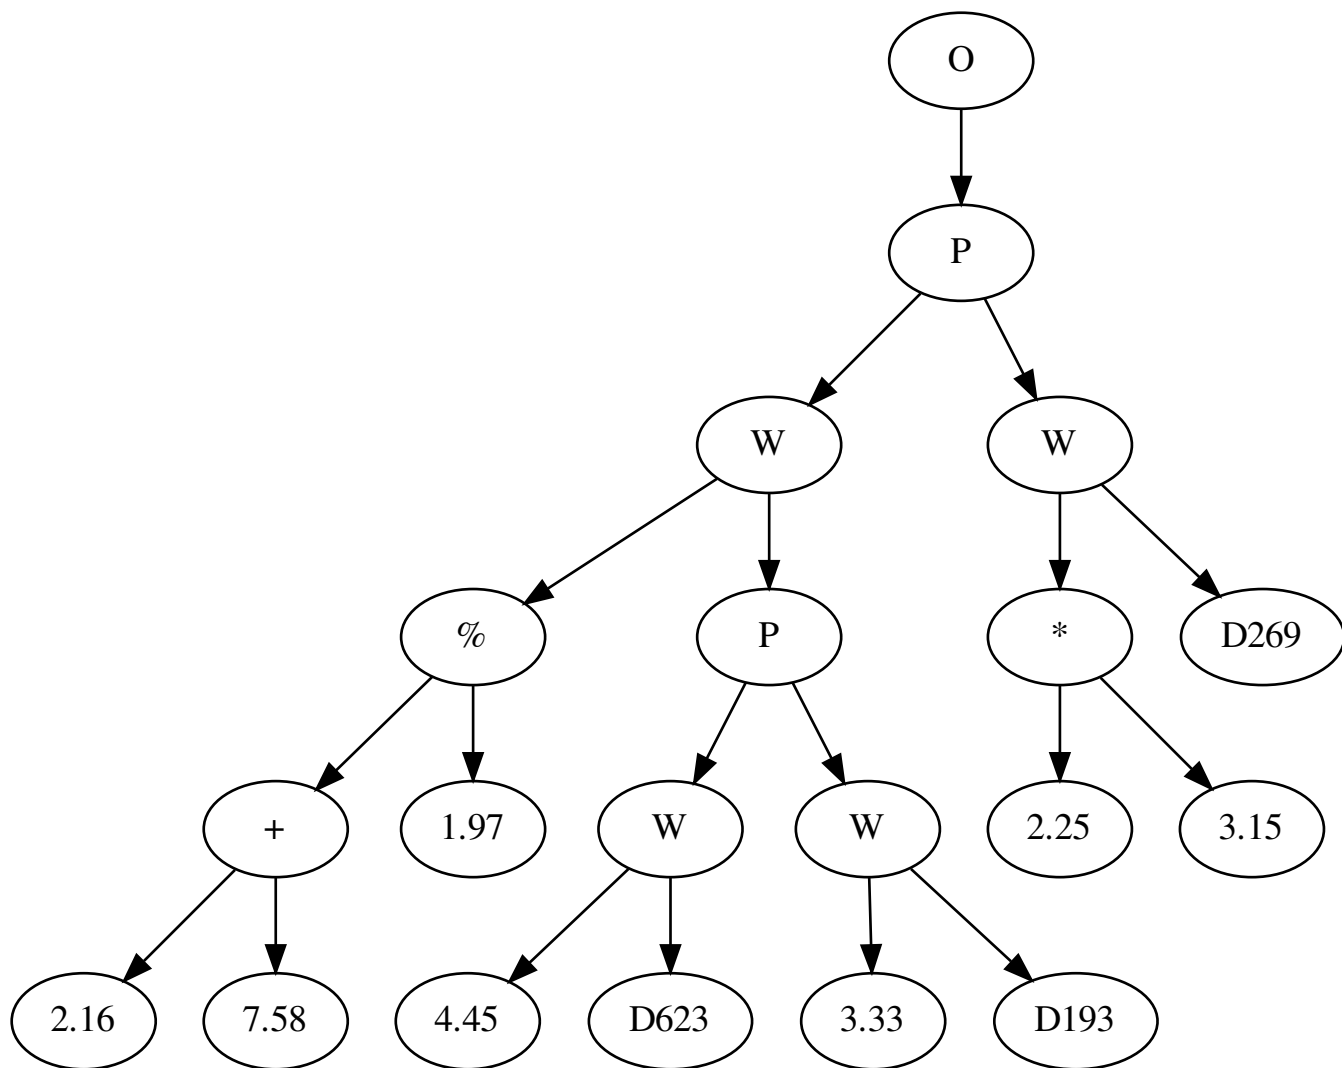 O
P
W W
% P * D269
+ 1.97 W W 2.25 3.15
2.16 7.58 4.45 D623 3.33 D193